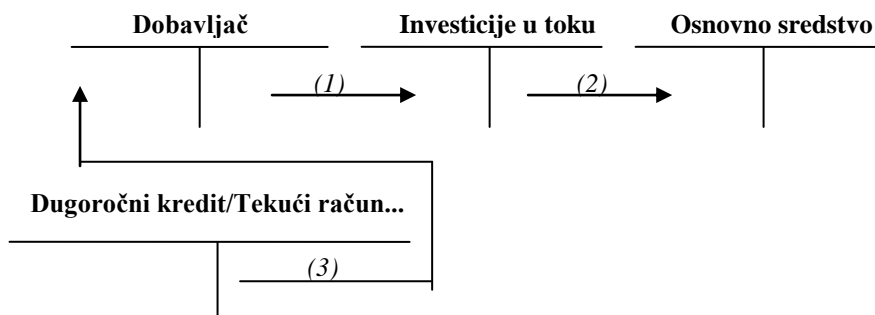 Dobavljač Investicije u toku Osnovno sredstvo
(1) (2)
Dugoročni kredit/Tekući račun...
(3)